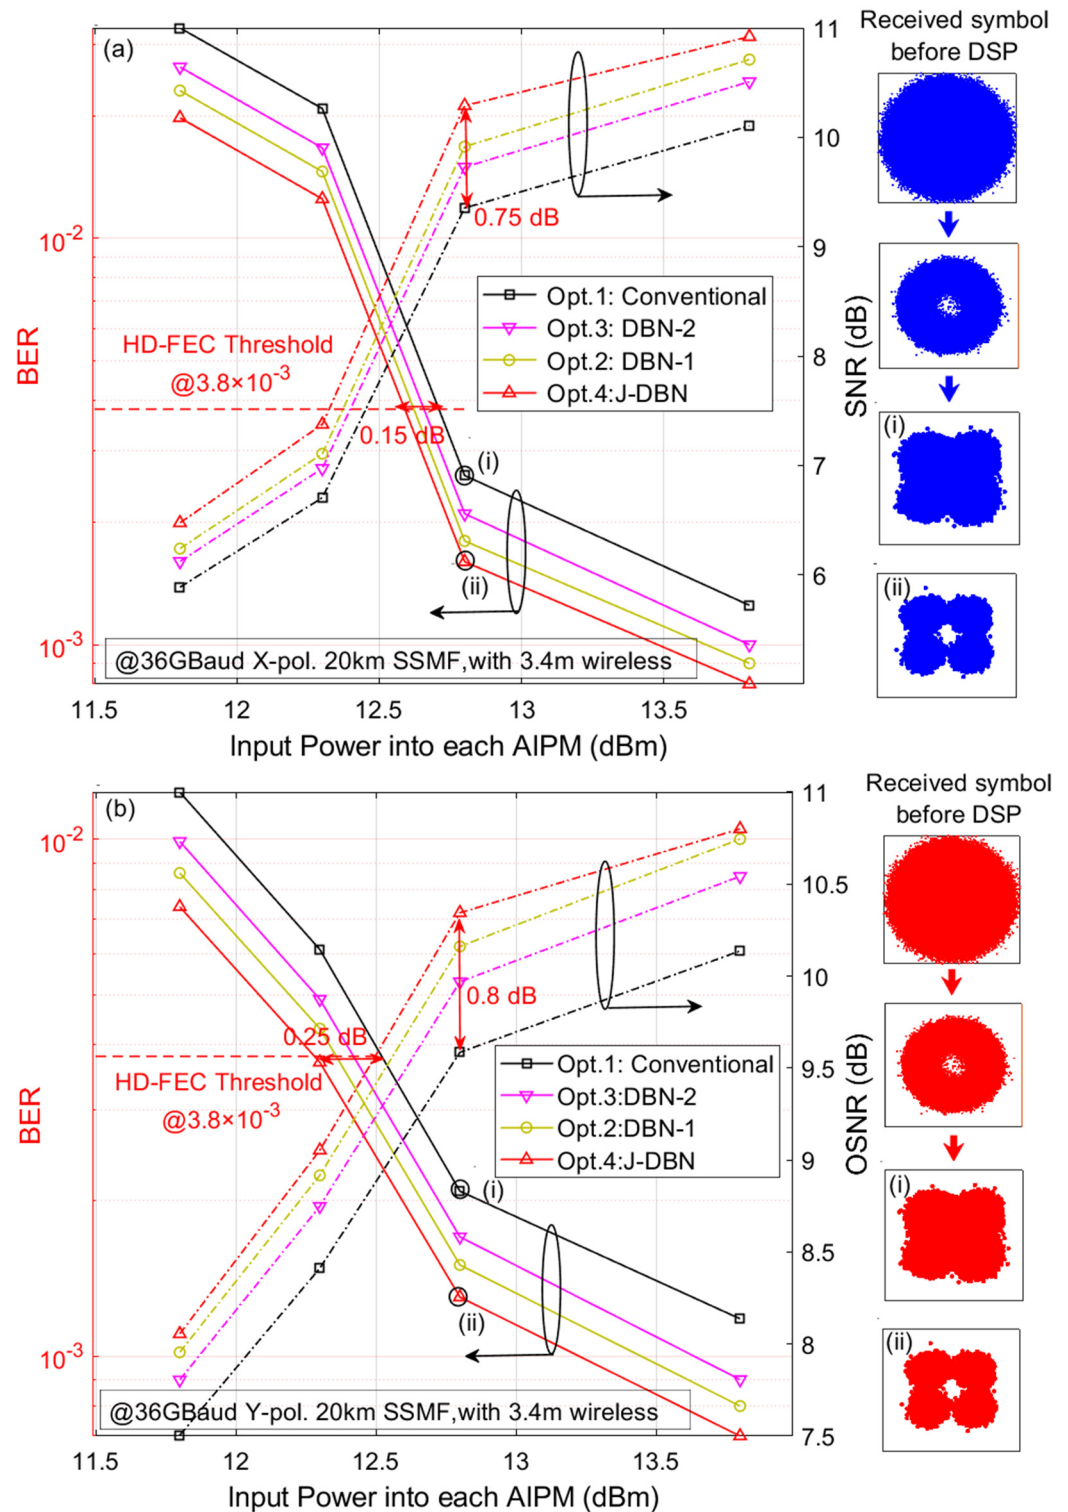 (a)
11
Received symbol
before DSP
10
0.75 dB
10⁻²
9
Opt.1: Conventional
Opt.3: DBN-2
Opt.2: DBN-1
Opt.4:J-DBN
BER
HD-FEC Threshold
@3.8×10⁻³
8
SNR (dB)
0.15 dB
(i)
7
(i)
(ii)
6
(ii)
10⁻³
@36GBaud X-pol. 20km SSMF,with 3.4m wireless
11.5
12
12.5
13
13.5
Input Power into each AIPM (dBm)
(b)
11
Received symbol
before DSP
10⁻²
10.5
10
0.8 dB
0.25 dB
HD-FEC Threshold
@3.8×10⁻³
Opt.1: Conventional
Opt.3:DBN-2
Opt.2:DBN-1
Opt.4:J-DBN
9.5
BER
OSNR (dB)
9
(i)
(i)
8.5
(ii)
8
(ii)
10⁻³
@36GBaud Y-pol. 20km SSMF,with 3.4m wireless
7.5
11.5
12
12.5
13
13.5
Input Power into each AIPM (dBm)